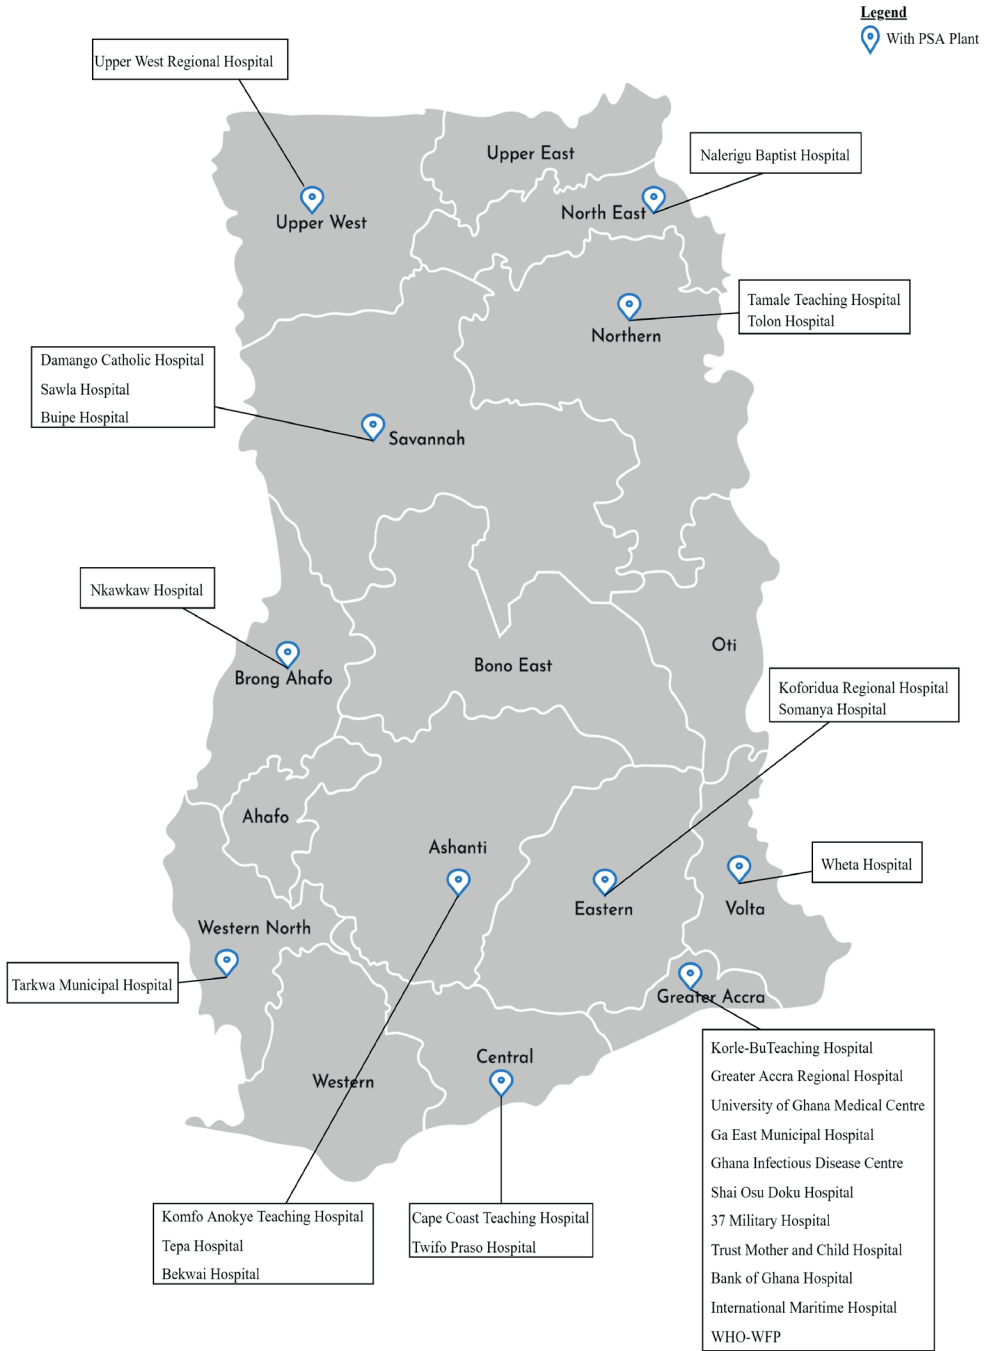 Legend
With PSA Plant
Upper West Regional Hospital
Upper East
Nalerigu Baptist Hospital
North East
Upper West
Tamale Teaching Hospital
Tolon Hospital
Northern
Damango Catholic Hospital
Sawla Hospital
Buipe Hospital
Savannah
Nkawkaw Hospital
Oti
Bono East
Brong Ahafo
Koforidua Regional Hospital
Somanya Hospital
Ahafo
Ashanti
Wheta Hospital
Eastern
Volta
Western North
Tarkwa Municipal Hospital
Greater Accra
Korle-BuTeaching Hospital
Greater Accra Regional Hospital
University of Ghana Medical Centre
Ga East Municipal Hospital
Ghana Infectious Disease Centre
Shai Osu Doku Hospital
37 Military Hospital
Trust Mother and Child Hospital
Bank of Ghana Hospital
International Maritime Hospital
WHO-WFP
Central
Western
Komfo Anokye Teaching Hospital
Tepa Hospital
Bekwai Hospital
Cape Coast Teaching Hospital
Twifo Praso Hospital